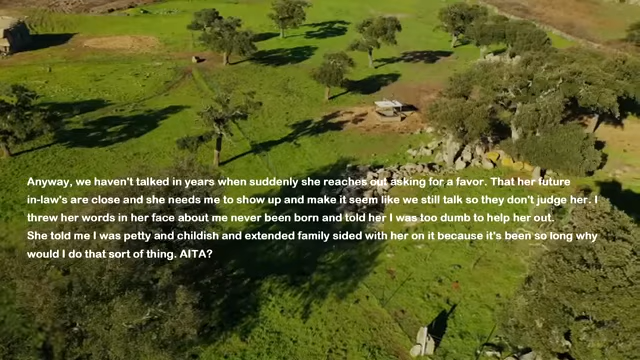 Anyway, we haven't talked in years when suddenly she reaches out asking for a favor. That her future
in-law's are close and she needs me to show up and make it seem like we still talk so they don't judge her. I
threw her words in her face about me never been born and told her I was too dumb to help her out.
She told me I was petty and childish and extended family sided with her on it because it's been so long why
would I do that sort of thing. AITA?